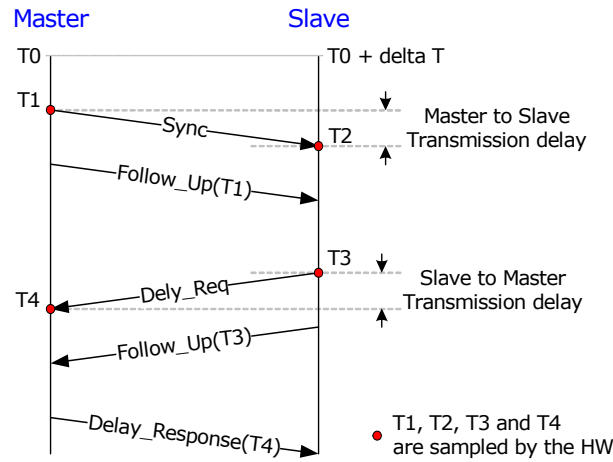 Master
Slave
T0
T0 + delta T
T1
Sync
T2
Master to Slave
Transmission delay
Follow_Up(T1)
T3
Dely_Req
T4
Slave to Master
Transmission delay
Follow_Up(T3)
Delay_Response(T4)
T1, T2, T3 and T4
are sampled by the HW